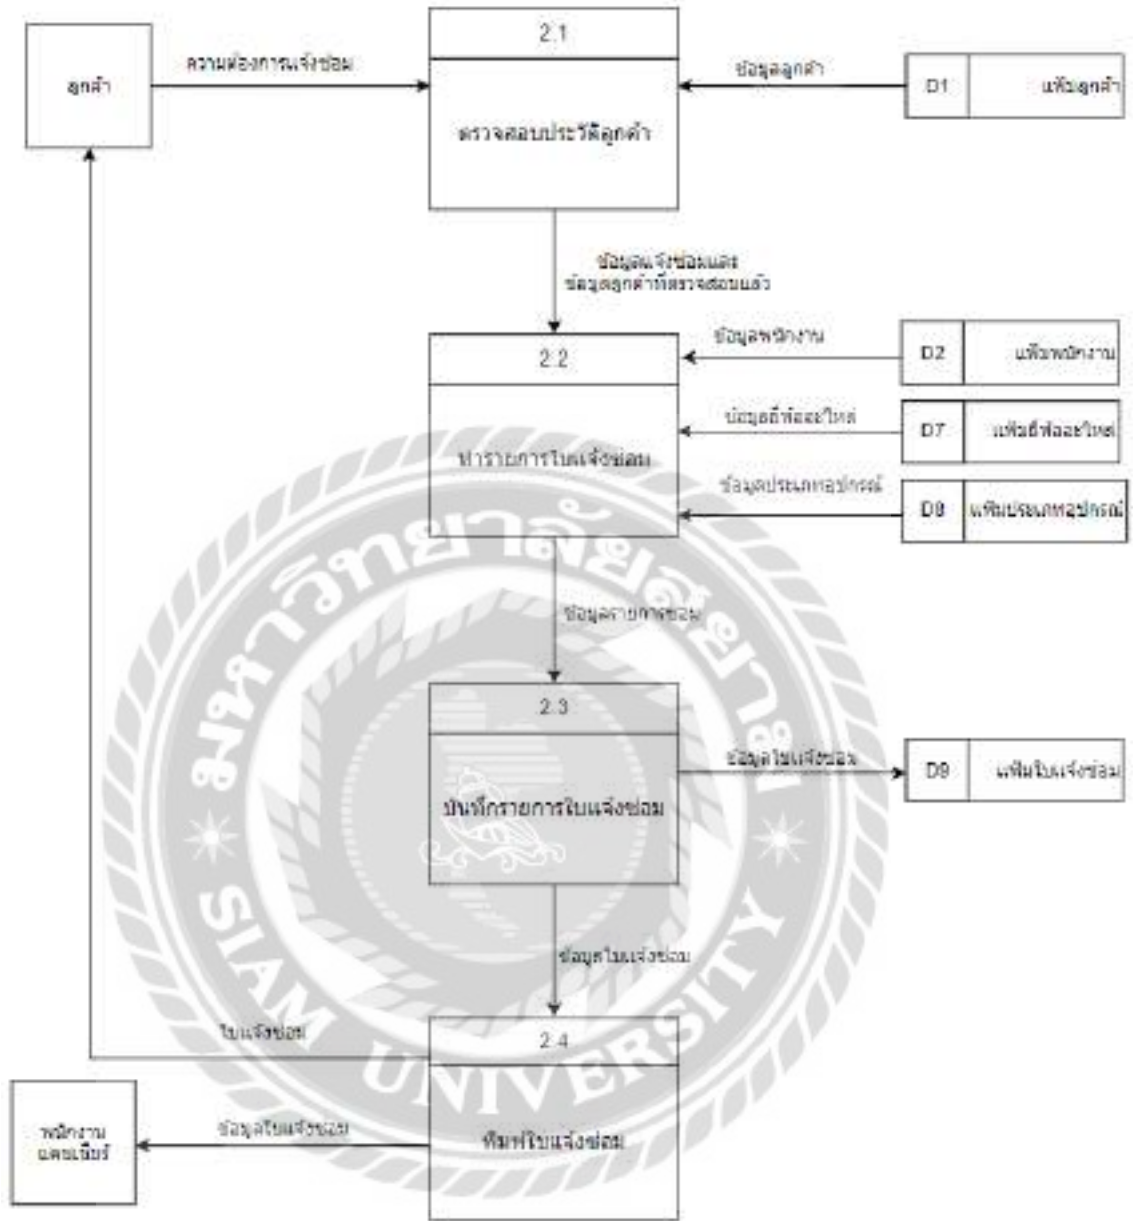 2.1
ลูกค้า
ความต้องการแจ้งซ่อม
ตรวจสอบประวัติลูกค้า
ข้อมูลลูกค้า
D1
แฟ้มลูกค้า
ข้อมูลแจ้งซ่อมและ
ข้อมูลลูกค้าที่ตรวจสอบแล้ว
2.2
ทำรายการใบแจ้งซ่อม
ข้อมูลพนักงาน
D2
แฟ้มพนักงาน
ข้อมูลยี่ห้ออะไหล่
D7
แฟ้มยี่ห้ออะไหล่
ข้อมูลประเภทอุปกรณ์
D8
แฟ้มประเภทอุปกรณ์
ข้อมูลรายการซ่อม
2.3
บันทึกรายการใบแจ้งซ่อม
ข้อมูลใบแจ้งซ่อม
D9
แฟ้มใบแจ้งซ่อม
ข้อมูลใบแจ้งซ่อม
2.4
พิมพ์ใบแจ้งซ่อม
ใบแจ้งซ่อม
ข้อมูลใบแจ้งซ่อม
พนักงาน
แคชเชียร์
มหาวิทยาลัยสยาม
SIAM UNIVERSITY